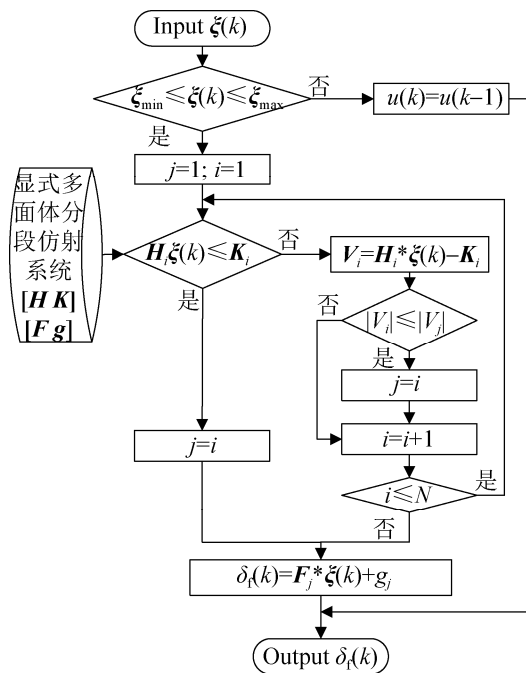 Input ξ(k)
ξmin≤ξ(k)≤ξmax
否
u(k)=u(k−1)
是
j=1; i=1
显式多
面体分
段仿射
系统
[H K]
[F g]
Hiξ(k)≤Ki
否
Vi=Hi*ξ(k)−Ki
是
否
|Vi|≤|Vj|
是
j=i
j=i
i=i+1
是
i≤N
否
δf(k)=Fj*ξ(k)+gj
Output δf(k)